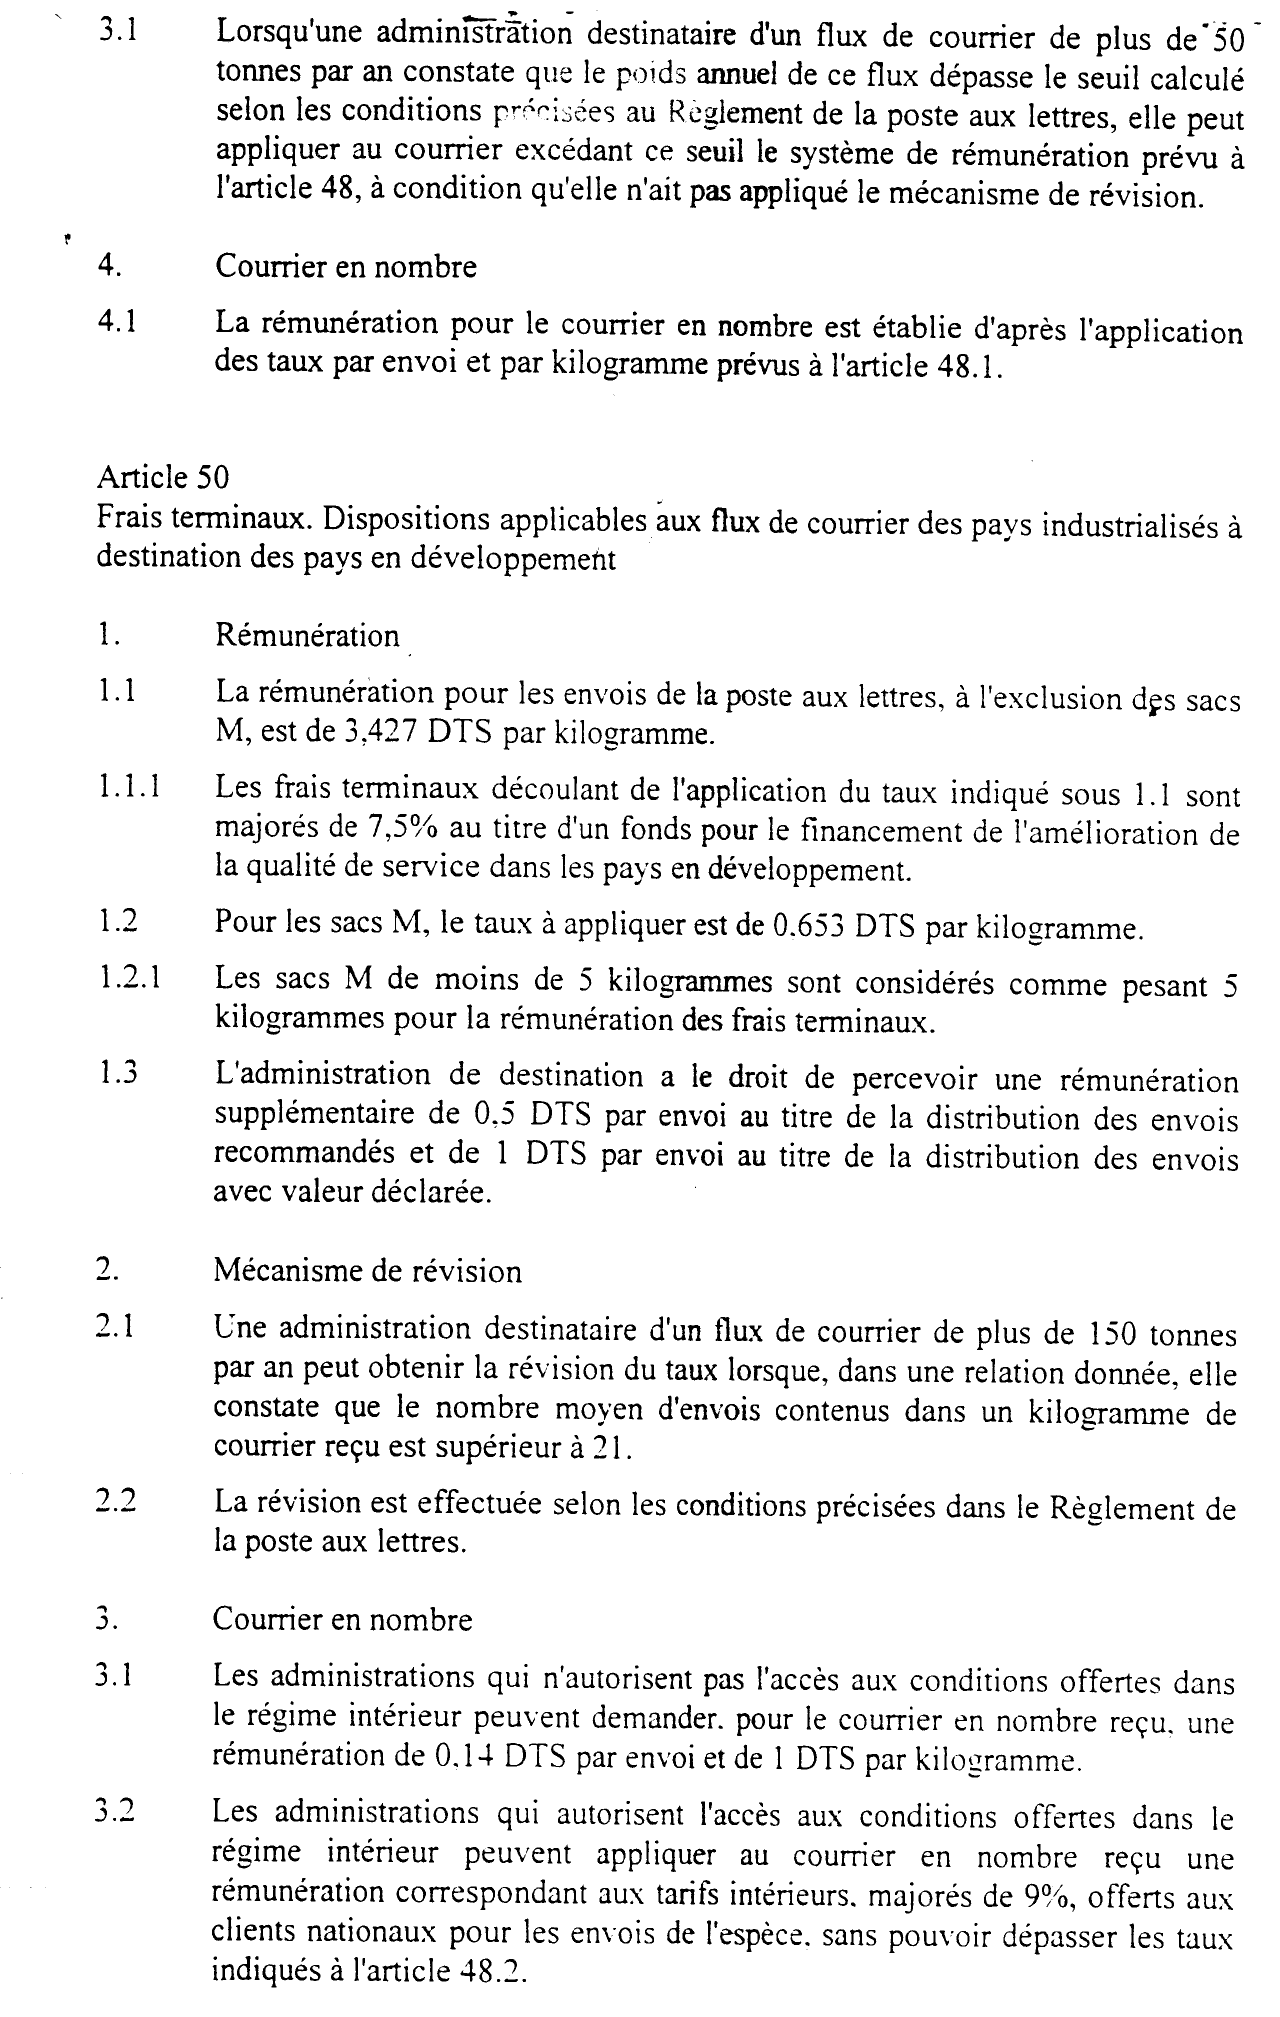 3.1 Lorsqu'une administration destinataire d'un flux de courrier de plus de 50
tonnes par an constate que le poids annuel de ce flux dépasse le seuil calculé
selon les conditions précisées au Règlement de la poste aux lettres, elle peut
appliquer au courrier excédant ce seuil le système de rémunération prévu à
l'article 48, à condition qu'elle n'ait pas appliqué le mécanisme de révision.
4. Courrier en nombre
4.1 La rémunération pour le courrier en nombre est établie d'après l'application
des taux par envoi et par kilogramme prévus à l'article 48.1.
Article 50
Frais terminaux. Dispositions applicables aux flux de courrier des pays industrialisés à
destination des pays en développement
1. Rémunération
1.1 La rémunération pour les envois de la poste aux lettres, à l'exclusion des sacs
M, est de 3,427 DTS par kilogramme.
1.1.1 Les frais terminaux découlant de l'application du taux indiqué sous 1.1 sont
majorés de 7,5% au titre d'un fonds pour le financement de l'amélioration de
la qualité de service dans les pays en développement.
1.2 Pour les sacs M, le taux à appliquer est de 0,653 DTS par kilogramme.
1.2.1 Les sacs M de moins de 5 kilogrammes sont considérés comme pesant 5
kilogrammes pour la rémunération des frais terminaux.
1.3 L'administration de destination a le droit de percevoir une rémunération
supplémentaire de 0,5 DTS par envoi au titre de la distribution des envois
recommandés et de 1 DTS par envoi au titre de la distribution des envois
avec valeur déclarée.
2. Mécanisme de révision
2.1 Une administration destinataire d'un flux de courrier de plus de 150 tonnes
par an peut obtenir la révision du taux lorsque, dans une relation donnée, elle
constate que le nombre moyen d'envois contenus dans un kilogramme de
courrier reçu est supérieur à 21.
2.2 La révision est effectuée selon les conditions précisées dans le Règlement de
la poste aux lettres.
3. Courrier en nombre
3.1 Les administrations qui n'autorisent pas l'accès aux conditions offertes dans
le régime intérieur peuvent demander, pour le courrier en nombre reçu, une
rémunération de 0,14 DTS par envoi et de 1 DTS par kilogramme.
3.2 Les administrations qui autorisent l'accès aux conditions offertes dans le
régime intérieur peuvent appliquer au courrier en nombre reçu une
rémunération correspondant aux tarifs intérieurs, majorés de 9%, offerts aux
clients nationaux pour les envois de l'espèce, sans pouvoir dépasser les taux
indiqués à l'article 48.2.